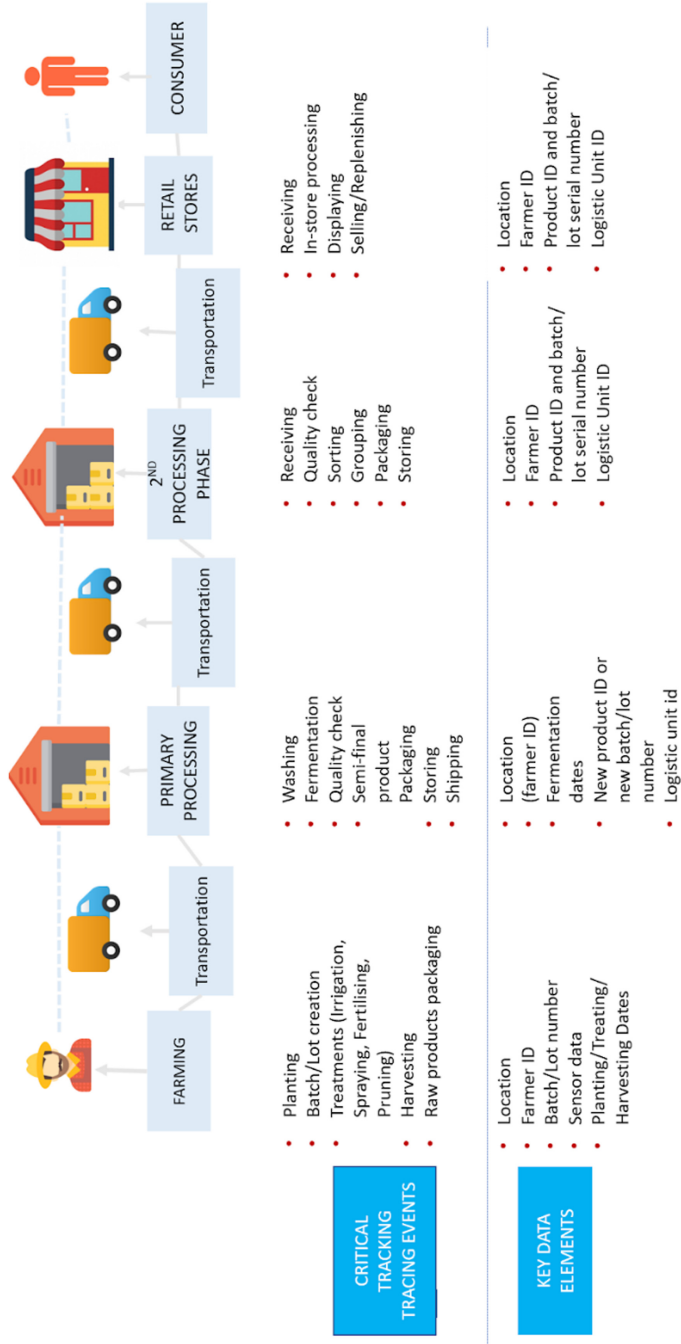 FARMING
Transportation
PRIMARY
PROCESSING
Transportation
2ND
PROCESSING
PHASE
Transportation
RETAIL
STORES
CONSUMER
CRITICAL
TRACKING
TRACING EVENTS
• Planting
• Batch/Lot creation
• Treatments (Irrigation,
Spraying, Fertilising,
Pruning)
• Harvesting
• Raw products packaging
• Washing
• Fermentation
• Quality check
• Semi-final
product
Packaging
• Storing
• Shipping
• Receiving
• Quality check
• Sorting
• Grouping
• Packaging
• Storing
• Receiving
• In-store processing
• Displaying
• Selling/Replenishing
KEY DATA
ELEMENTS
• Location
• Farmer ID
• Batch/Lot number
• Sensor data
• Planting/Treating/
Harvesting Dates
• Location
• (farmer ID)
• Fermentation
dates
• New product ID or
new batch/lot
number
• Logistic unit id
• Location
• Farmer ID
• Product ID and batch/
lot serial number
• Logistic Unit ID
• Location
• Farmer ID
• Product ID and batch/
lot serial number
• Logistic Unit ID